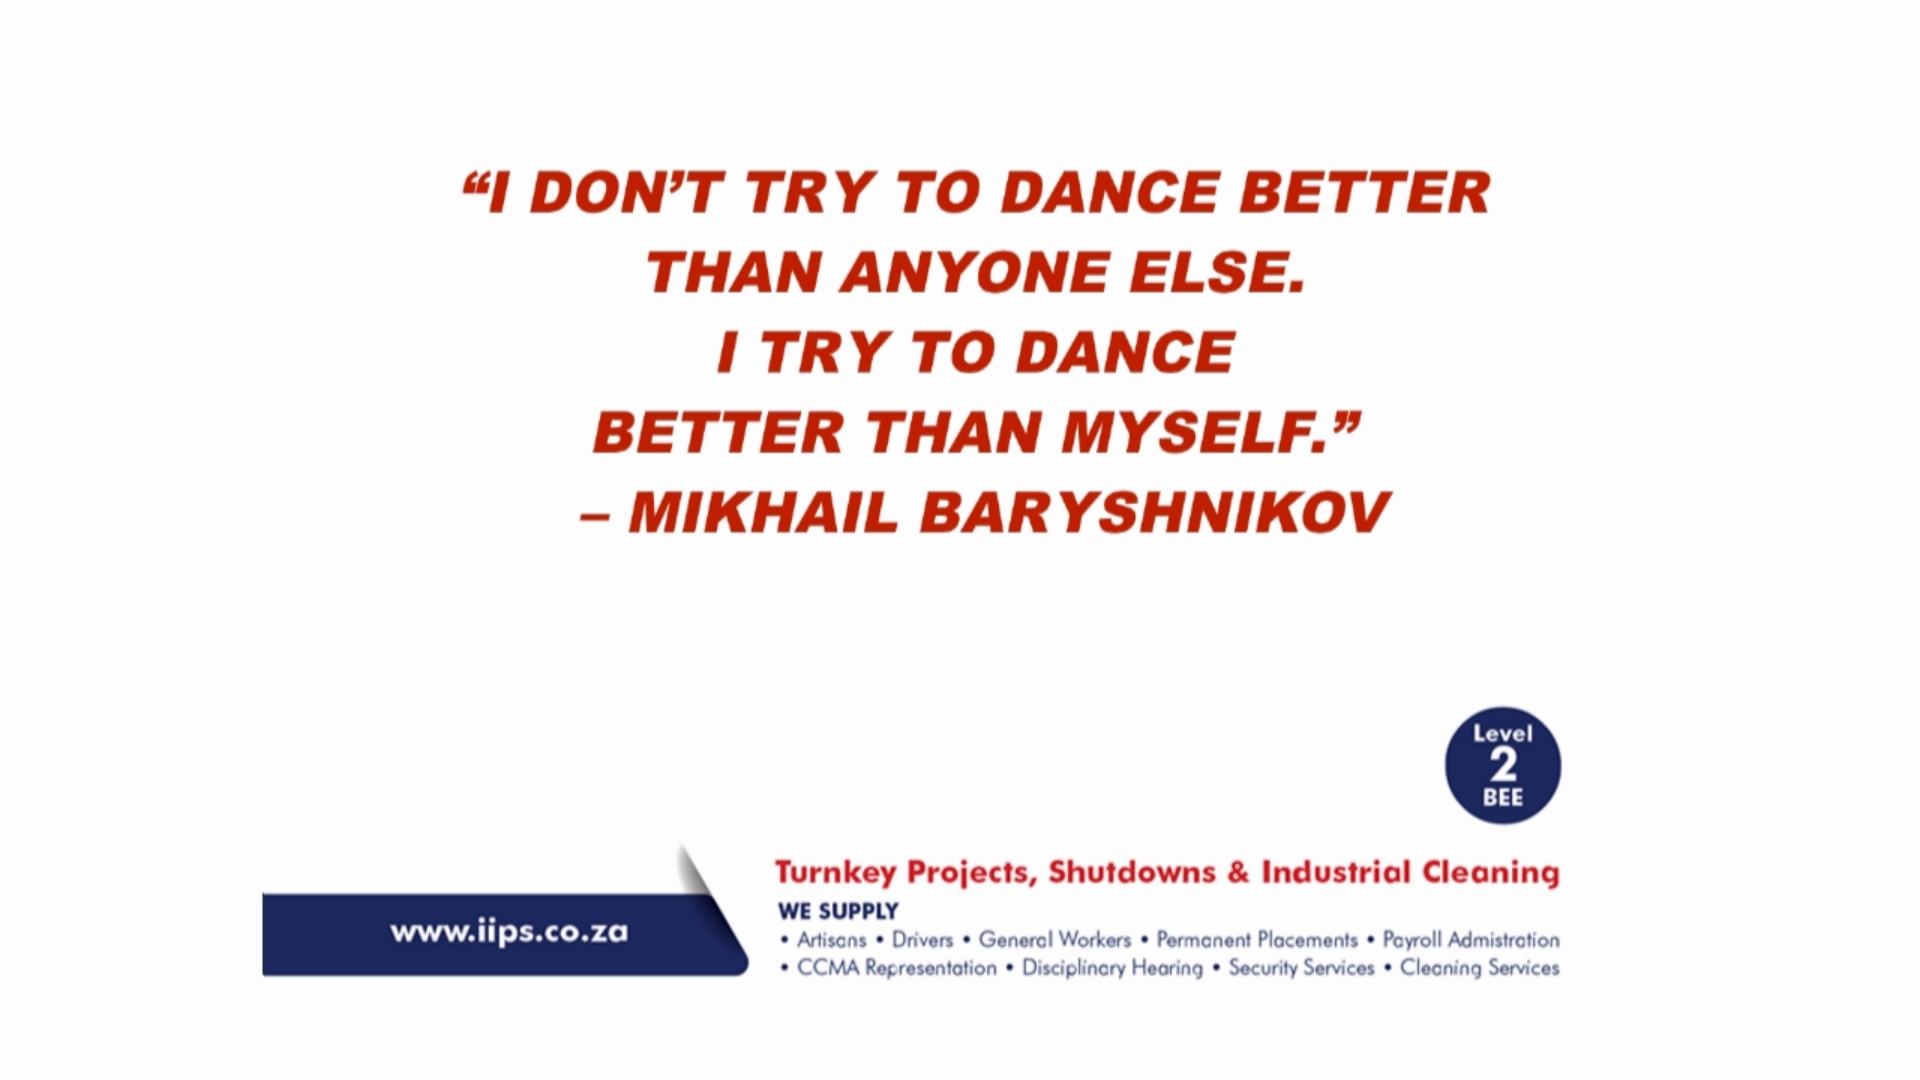 “I DON’T TRY TO DANCE BETTER
THAN ANYONE ELSE.
I TRY TO DANCE
BETTER THAN MYSELF.”
– MIKHAIL BARYSHNIKOV
Level
2
BEE
www.iips.co.za
Turnkey Projects, Shutdowns & Industrial Cleaning
WE SUPPLY
• Artisans • Drivers • General Workers • Permanent Placements • Payroll Admistration
• CCMA Representation • Disciplinary Hearing • Security Services • Cleaning Services